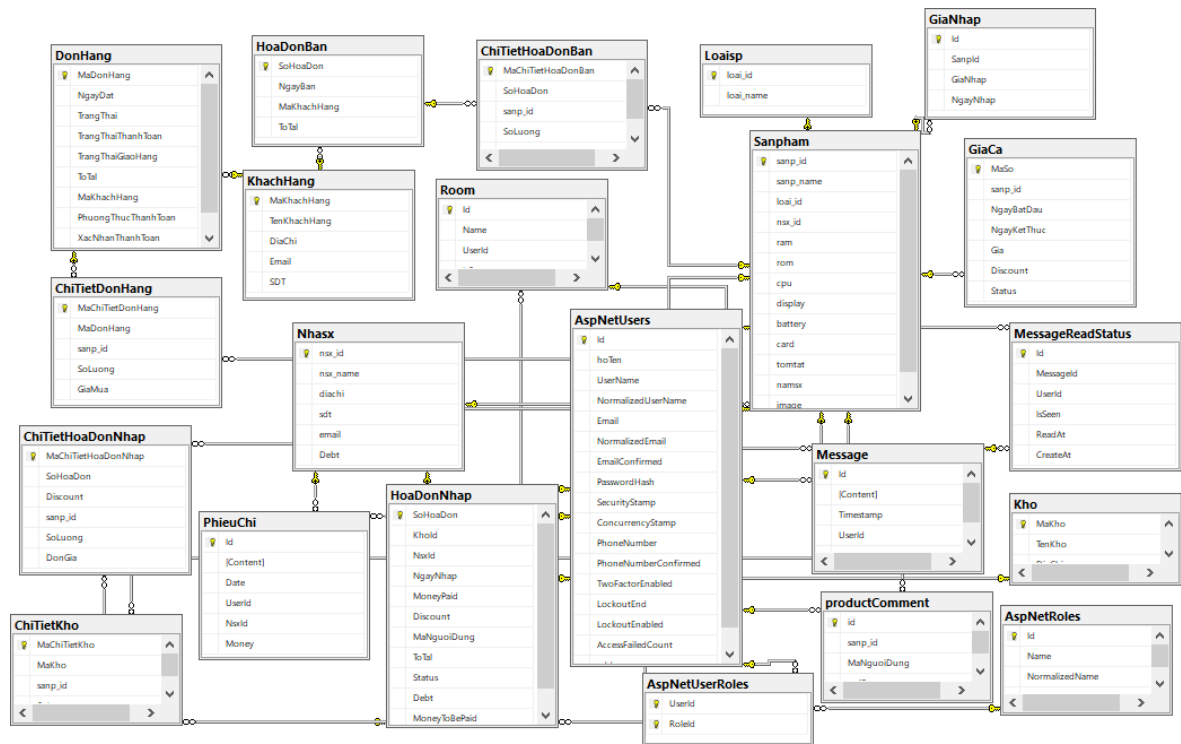 DonHang
MaDonHang
NgayDat
TrangThai
TrangThaiThanhToan
TrangThaiGiaoHang
ToTal
MaKhachHang
PhuongThucThanhToan
XacNhanThanhToan
HoaDonBan
SoHoaDon
NgayBan
MaKhachHang
ToTal
ChiTietHoaDonBan
MaChiTietHoaDonBan
SoHoaDon
sanp_id
SoLuong
Loaisp
loai_id
loai_name
GiaNhap
Id
SanpId
GiaNhap
NgayNhap
KhachHang
MaKhachHang
TenKhachHang
DiaChi
Email
SDT
Room
Id
Name
UserId
Sanpham
sanp_id
sanp_name
loai_id
nsx_id
ram
rom
cpu
display
battery
card
tomtat
namsx
image
GiaCa
MaSo
sanp_id
NgayBatDau
NgayKetThuc
Gia
Discount
Status
ChiTietDonHang
MaChiTietDonHang
MaDonHang
sanp_id
SoLuong
GiaMua
Nhasx
nsx_id
nsx_name
diachi
sdt
email
Debt
AspNetUsers
Id
hoTen
UserName
NormalizedUserName
Email
NormalizedEmail
EmailConfirmed
PasswordHash
SecurityStamp
ConcurrencyStamp
PhoneNumber
PhoneNumberConfirmed
TwoFactorEnabled
LockoutEnd
LockoutEnabled
AccessFailedCount
MessageReadStatus
Id
MessageId
UserId
IsSeen
ReadAt
CreateAt
ChiTietHoaDonNhap
MaChiTietHoaDonNhap
SoHoaDon
Discount
sanp_id
SoLuong
DonGia
PhieuChi
Id
[Content]
Date
UserId
NsxId
Money
HoaDonNhap
SoHoaDon
KhoId
NsxId
NgayNhap
MoneyPaid
Discount
MaNguoiDung
ToTal
Status
Debt
MoneyToBePaid
Message
Id
[Content]
Timestamp
UserId
Kho
MaKho
TenKho
ChiTietKho
MaChiTietKho
MaKho
sanp_id
productComment
id
sanp_id
MaNguoiDung
AspNetRoles
Id
Name
NormalizedName
AspNetUserRoles
UserId
RoleId